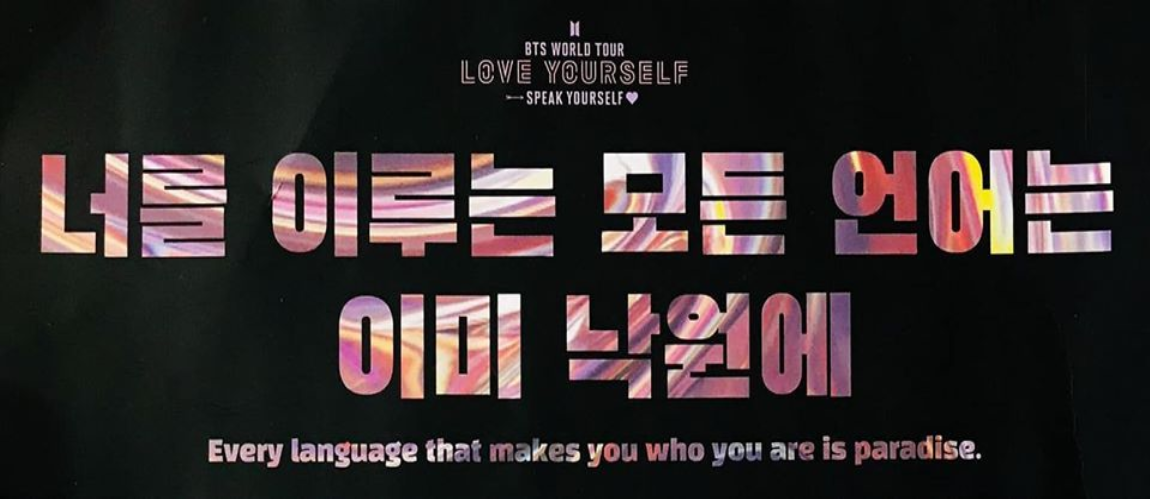 BTS WORLD TOUR
LOVE YOURSELF
SPEAK YOURSELF
너를 이루는 모든 언어는
이미 낙원에
Every language that makes you who you are is paradise.